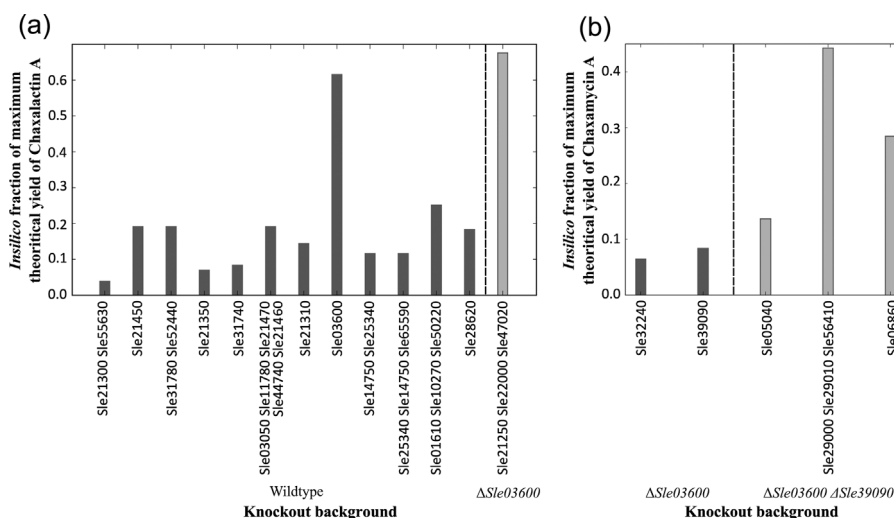 (a)
Insilico fraction of maximum
theoritical yield of Chaxalactin A
0.6
0.5
0.4
0.3
0.2
0.1
0.0
Sle21300 Sle55630
Sle21450
Sle31780 Sle52440
Sle21350
Sle31740
Sle03050 Sle11780 Sle21470
Sle44740 Sle21460
Sle21310
Sle03600
Sle14750 Sle25340
Sle25340 Sle14750 Sle65590
Sle01610 Sle10270 Sle50220
Sle28620
Sle21250 Sle22000 Sle47020
Wildtype
ΔSle03600
Knockout background
(b)
Insilico fraction of maximum
theoritical yield of Chaxamycin A
0.4
0.3
0.2
0.1
0.0
Sle32240
Sle39090
Sle05040
Sle29000 Sle29010 Sle56410
Sle06860
ΔSle03600
ΔSle03600 ΔSle39090
Knockout background